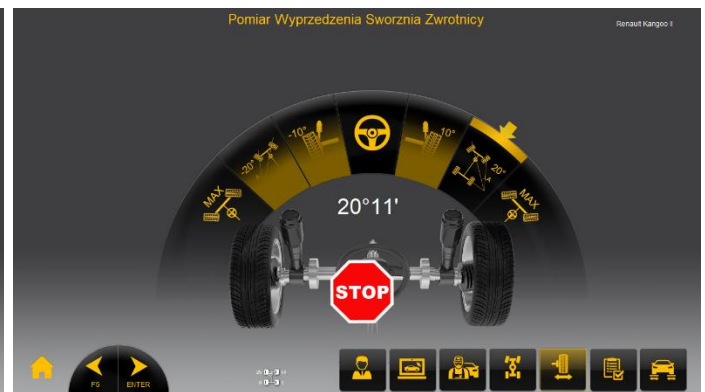 Pomiar Wyprzedzenia Sworznia Zwrotnicy
Renault Kangoo II
MAX
-20°
-10°
10°
20°
MAX
20°11'
STOP
F5
ENTER